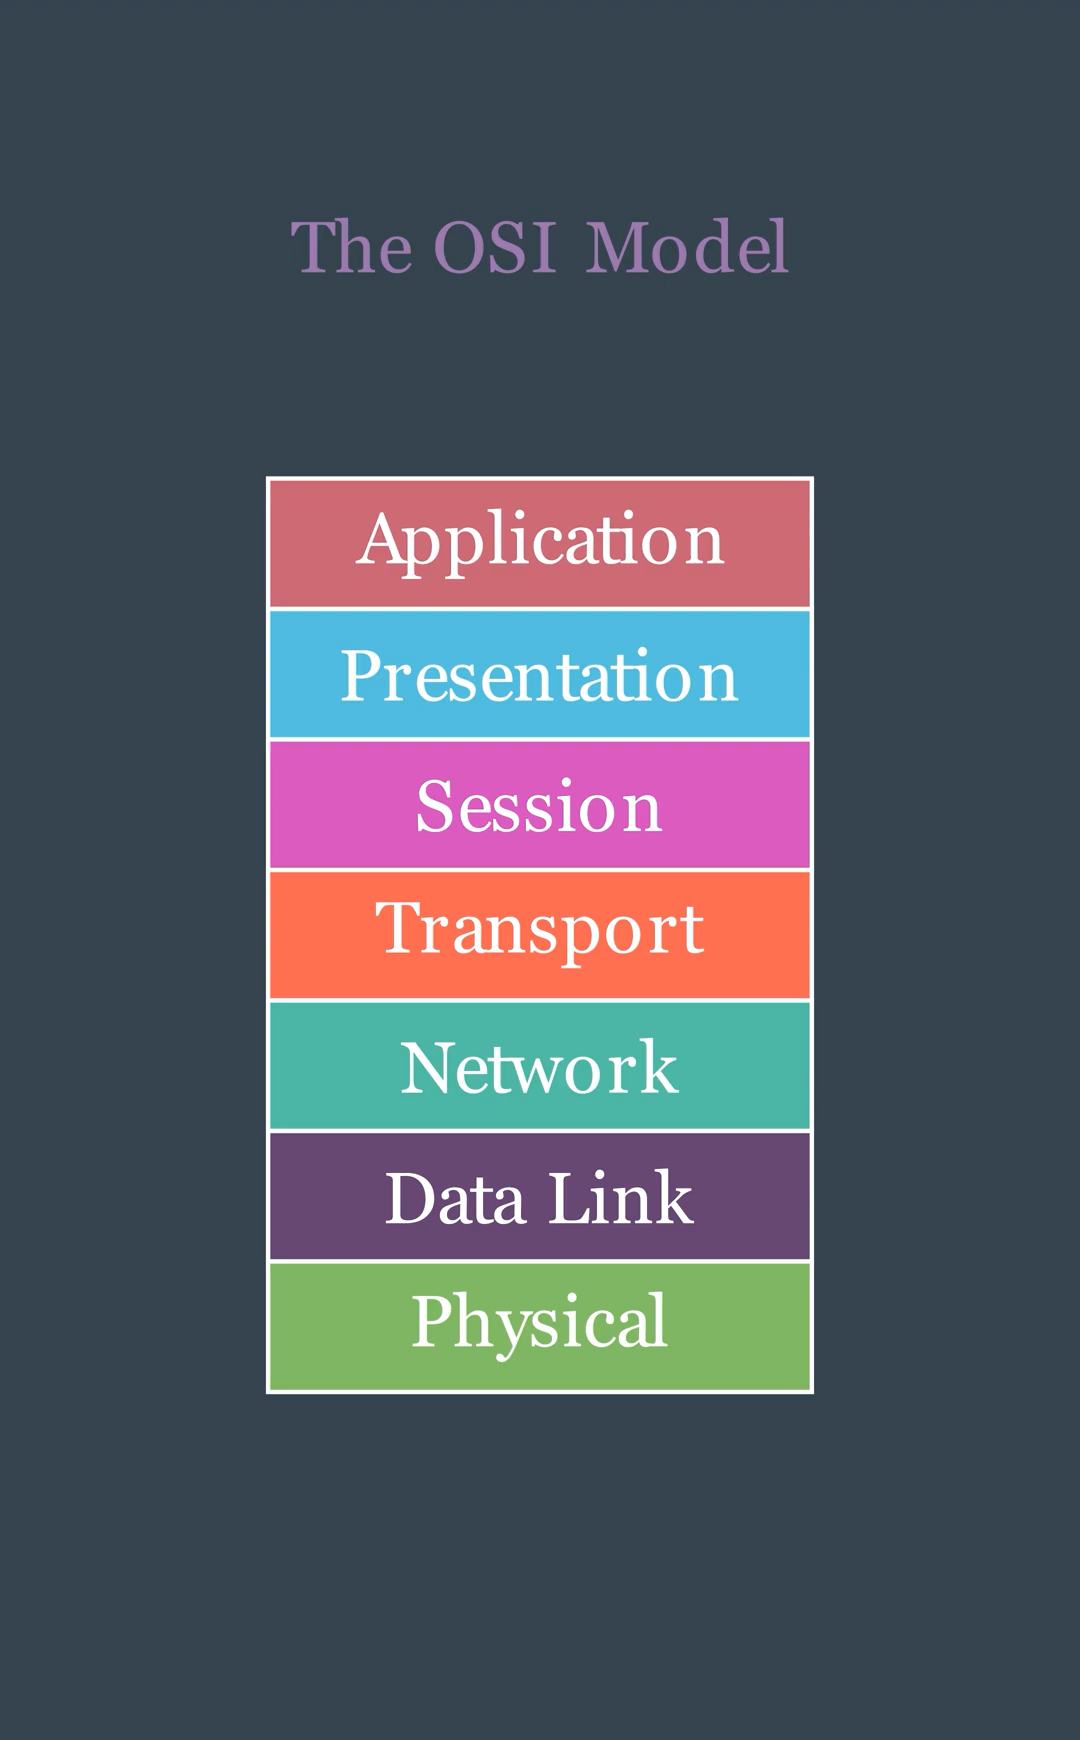 The OSI Model
Application
Presentation
Session
Transport
Network
Data Link
Physical